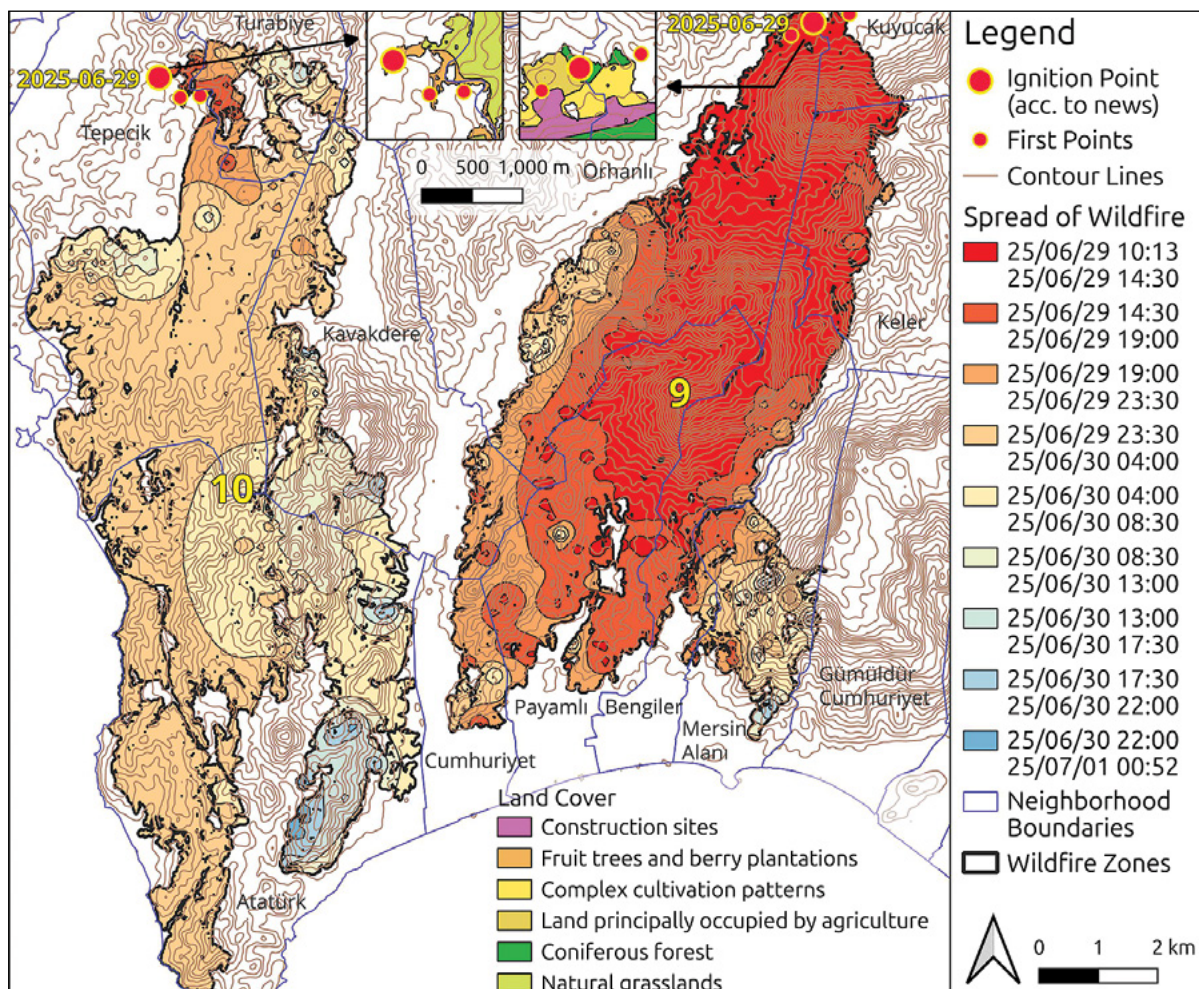 Turabiye
2025-06-29
Kuyucak
2025-06-29
Tepecik
0 500 1,000 m
Orhanlı
Kavakdere
Keler
9
10
Gümüldür
Cumhuriyet
Payamlı
Bengiler
Mersin
Alanı
Cumhuriyet
Atatürk
Land Cover
Construction sites
Fruit trees and berry plantations
Complex cultivation patterns
Land principally occupied by agriculture
Coniferous forest
Natural grasslands
Legend
Ignition Point
(acc. to news)
First Points
Contour Lines
Spread of Wildfire
25/06/29 10:13
25/06/29 14:30
25/06/29 14:30
25/06/29 19:00
25/06/29 19:00
25/06/29 23:30
25/06/29 23:30
25/06/30 04:00
25/06/30 04:00
25/06/30 08:30
25/06/30 08:30
25/06/30 13:00
25/06/30 13:00
25/06/30 17:30
25/06/30 17:30
25/06/30 22:00
25/06/30 22:00
25/07/01 00:52
Neighborhood
Boundaries
Wildfire Zones
0 1 2 km